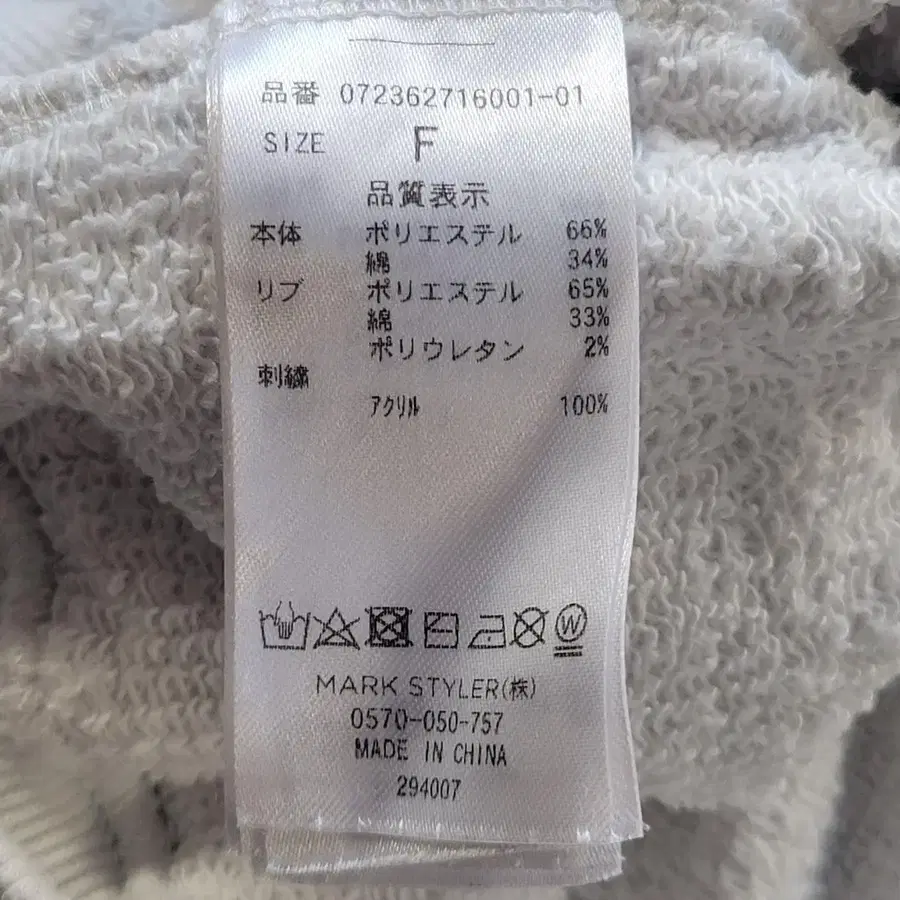 品番 072362716001-01
SIZE F
品質表示
本体 ポリエステル 66%
綿 34%
リブ ポリエステル 65%
綿 33%
ポリウレタン 2%
刺繍
アクリル 100%
W
MARK STYLER(株)
0570-050-757
MADE IN CHINA
294007